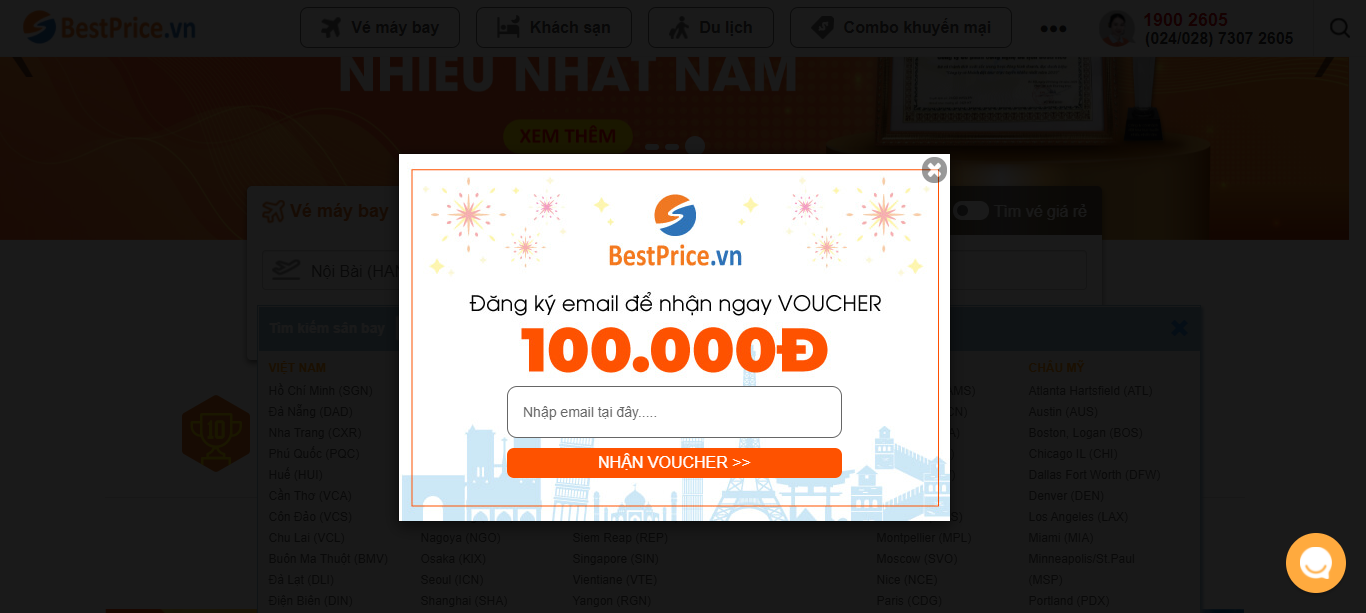 BestPrice.vn
Vé máy bay
Khách sạn
Du lịch
Combo khuyến mại
1900 2605
(024/028) 7307 2605
NHIỀU NHẤT NĂM
XEM THÊM
BestPrice.vn
Đăng ký email để nhận ngay VOUCHER
100.000Đ
Nhập email tại đây.....
NHẬN VOUCHER >>
Vé máy bay
Tìm vé giá rẻ
Nội Bài (HAN
Tìm kiếm sân bay
VIỆT NAM
Hồ Chí Minh (SGN)
Đà Nẵng (DAD)
Nha Trang (CXR)
Phú Quốc (PQC)
Huế (HUI)
Cần Thơ (VCA)
Côn Đảo (VCS)
Chu Lai (VCL)
Buôn Ma Thuột (BMV)
Đà Lạt (DLI)
Điện Biên (DIN)
Nagoya (NGO)
Osaka (KIX)
Seoul (ICN)
Shanghai (SHA)
Siem Reap (REP)
Singapore (SIN)
Vientiane (VTE)
Yangon (RGN)
Montpellier (MPL)
Moscow (SVO)
Nice (NCE)
Paris (CDG)
CHÂU MỸ
Atlanta Hartsfield (ATL)
Austin (AUS)
Boston, Logan (BOS)
Chicago IL (CHI)
Dallas Fort Worth (DFW)
Denver (DEN)
Los Angeles (LAX)
Miami (MIA)
Minneapolis/St Paul
(MSP)
Portland (PDX)
10